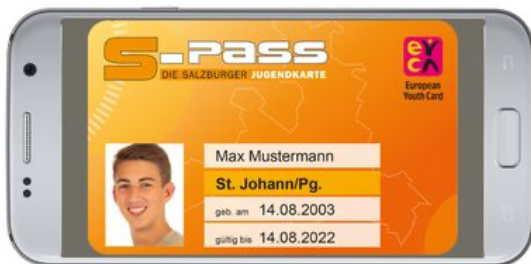 S-PASS
DIE SALZBURGER JUGENDKARTE
EYCA
European
Youth Card
Max Mustermann
St. Johann/Pg.
geb. am 14.08.2003
gültig bis 14.08.2022